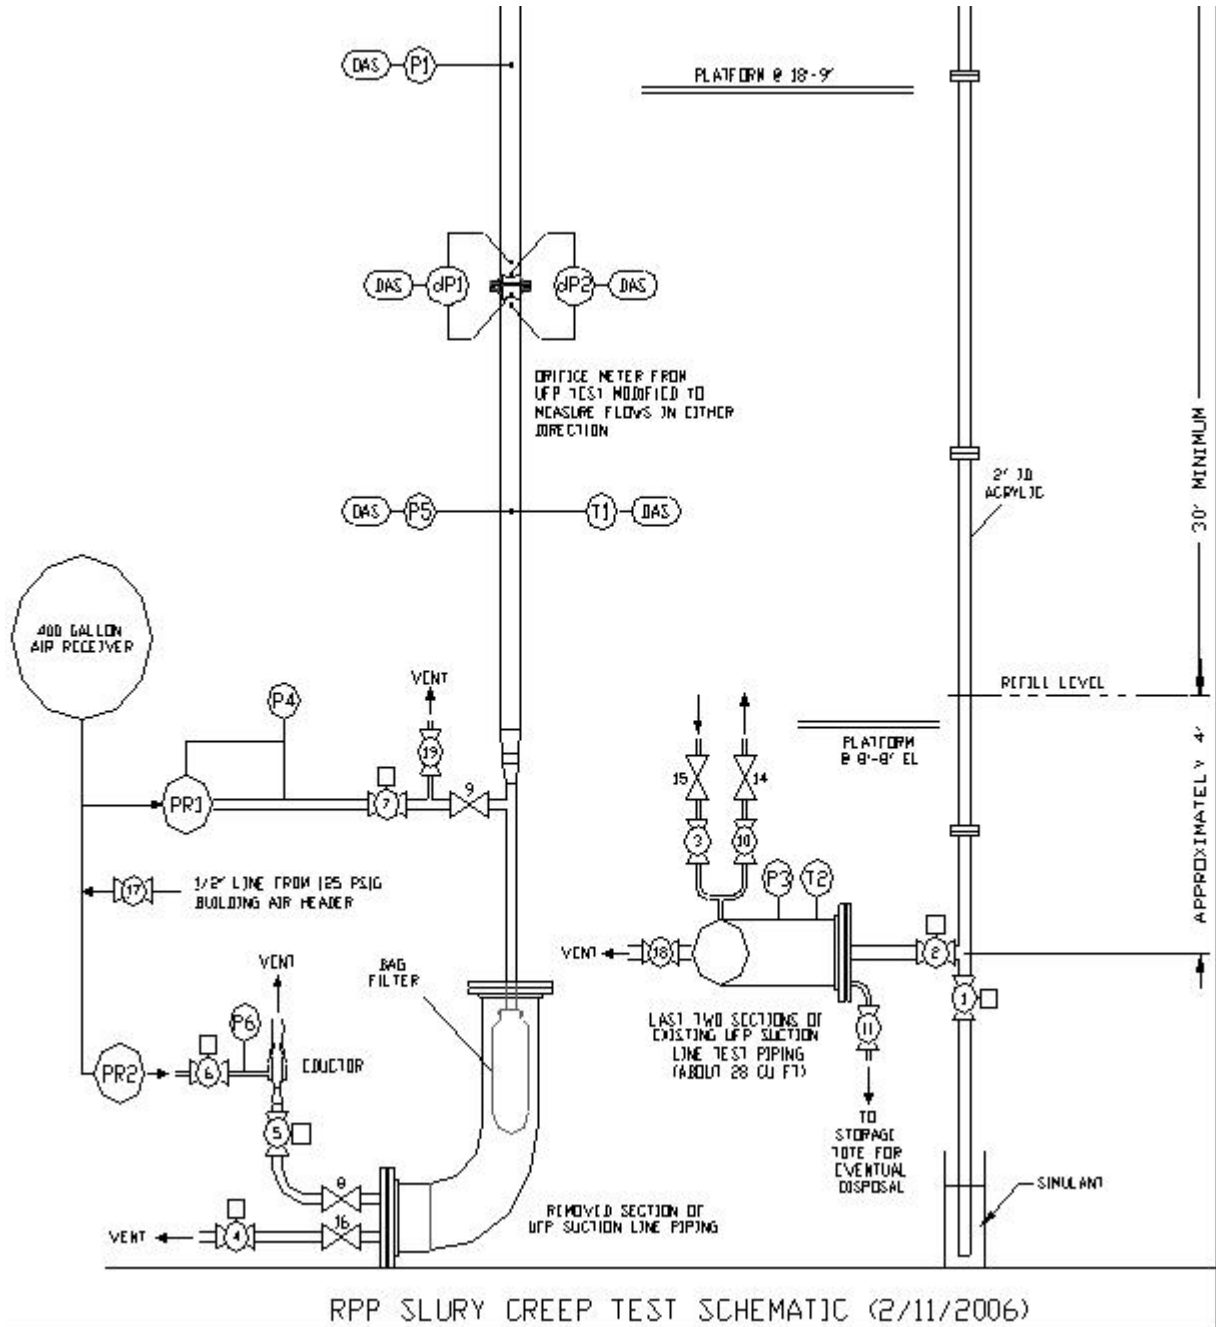 DAS P1
PLATFORM @ 18'-9"
DAS dP1 dP2 DAS
ORIFICE METER FROM
UFP TEST MODIFIED TO
MEASURE FLOWS IN EITHER
DIRECTION
30' MINIMUM
2" ID
ACRYLIC
DAS P5 T1 DAS
400 GALLON
AIR RECEIVER
VENT
REFILL LEVEL
P4
19
PLATFORM
@ 8'-8" EL
APPROXIMATELY 4'
15 14
PR1 7 9
3 10
17
1/2" LINE FROM 125 PSIG
BUILDING AIR HEADER
P3 T2
VENT
BAG
FILTER
VENT 18
2
1
P6
LAST TWO SECTIONS OF
EXISTING UFP SUCTION
LINE TEST PIPING
(ABOUT 28 CU FT)
11
PR2 6
EDUCTOR
5
TO
STORAGE
TOTE FOR
EVENTUAL
DISPOSAL
8
SIMULANT
REMOVED SECTION OF
UFP SUCTION LINE PIPING
VENT 4 16
RPP SLURY CREEP TEST SCHEMATIC (2/11/2006)